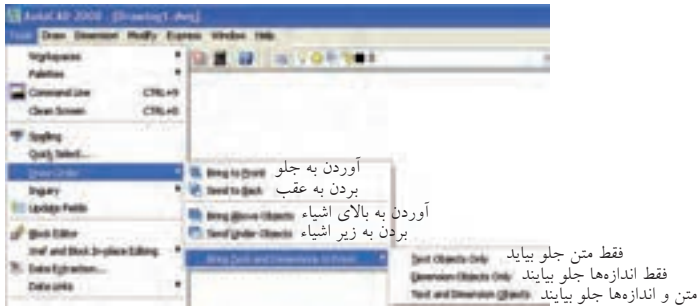 AutoCAD 2008 - [Drawing1.dwg]
Tools Draw Dimension Modify Express Window Help
Workspaces
Palettes
Command Line CTRL+9
Clean Screen CTRL+0
Spelling
Quick Select...
Draw Order
Inquiry
Update Fields
Block Editor
Xref and Block In-place Editing
Data Extraction...
Data Links
Bring to Front آوردن به جلو
Send to Back بردن به عقب
Bring Above Objects آوردن به بالای اشیاء
Send Under Objects بردن به زیر اشیاء
Bring Text and Dimensions to Front
Text Objects Only فقط متن جلو بیاید
Dimension Objects Only فقط اندازه‌ها جلو بیایند
Text and Dimension Objects متن و اندازه‌ها جلو بیایند